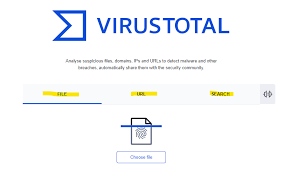 VIRUSTOTAL
Analyse suspicious files, domains, IPs and URLs to detect malware and other
breaches, automatically share them with the security community.
FILE URL SEARCH
Choose file